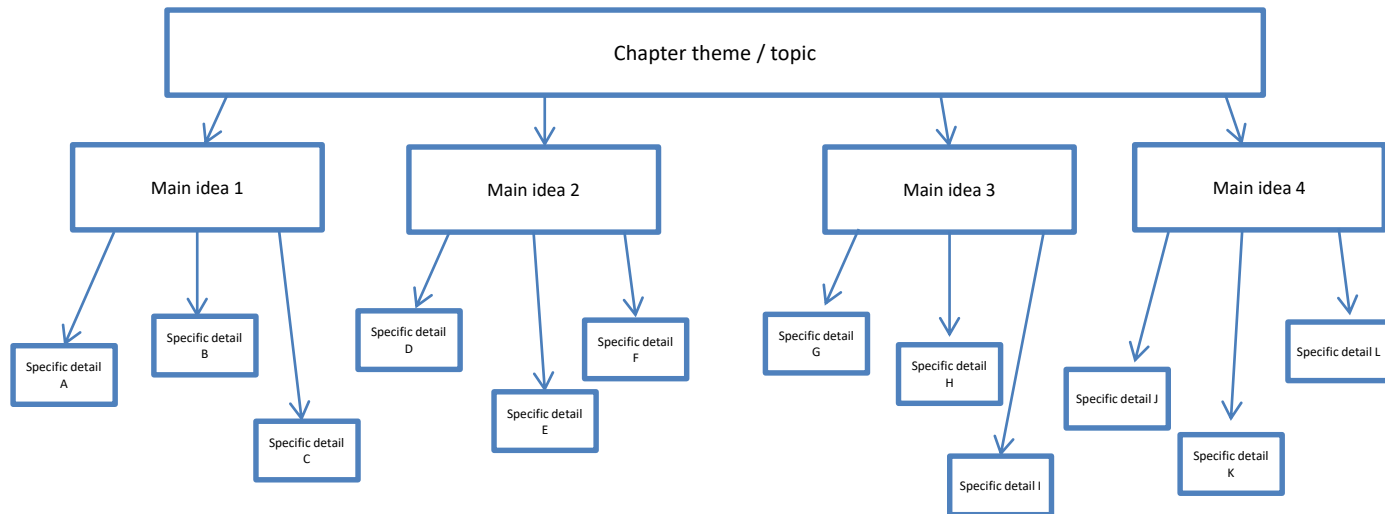 Chapter theme / topic
Main idea 1
Main idea 2
Main idea 3
Main idea 4
Specific detail
A
Specific detail
B
Specific detail
C
Specific detail
D
Specific detail
E
Specific detail
F
Specific detail
G
Specific detail
H
Specific detail I
Specific detail J
Specific detail
K
Specific detail L